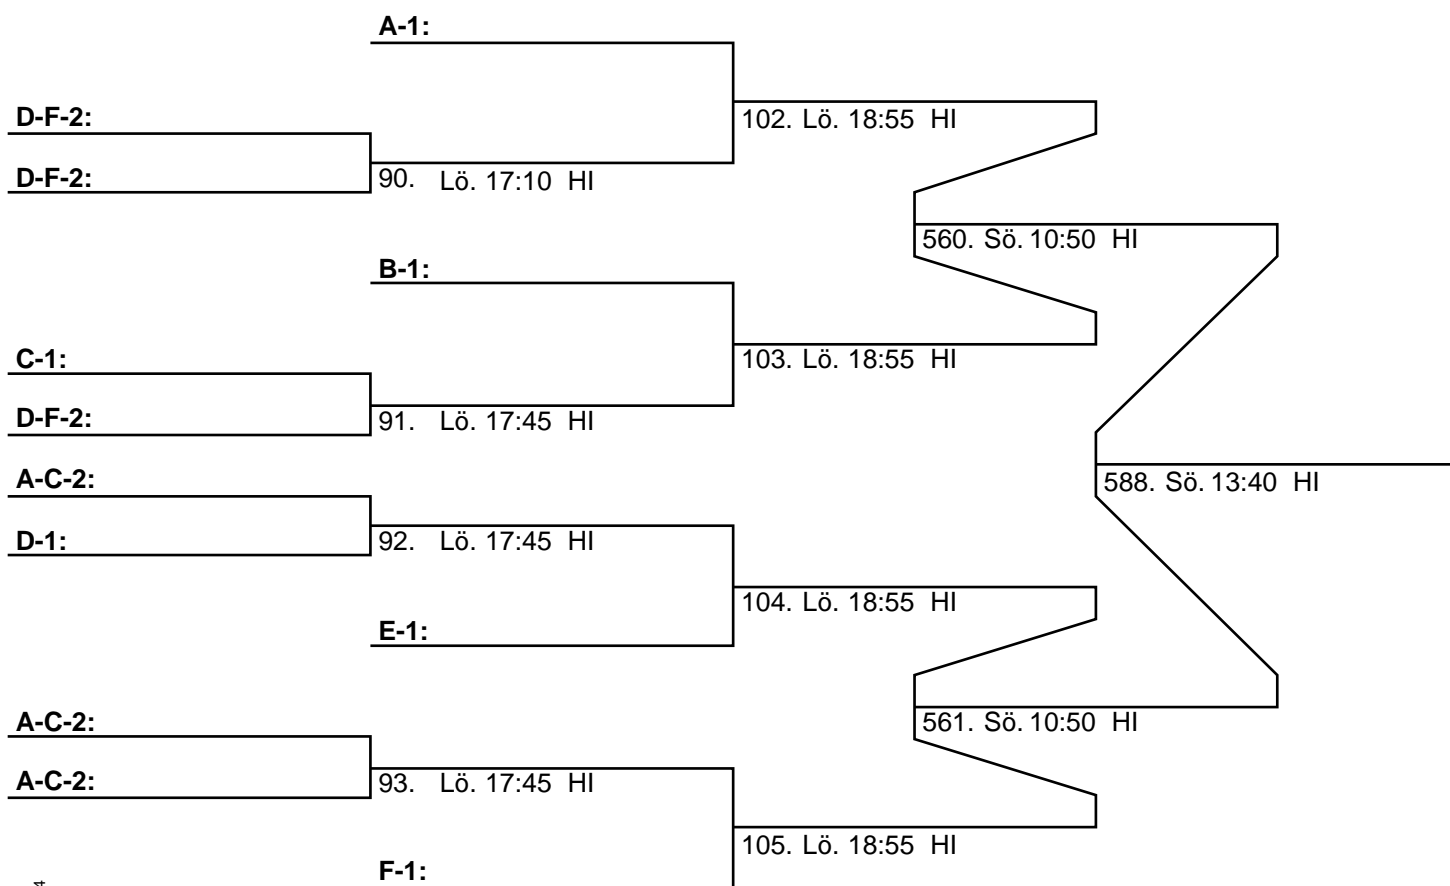 A-1:
D-F-2:
102. Lö. 18:55 HI
D-F-2:
90. Lö. 17:10 HI
560. Sö. 10:50 HI
B-1:
C-1:
103. Lö. 18:55 HI
D-F-2:
91. Lö. 17:45 HI
A-C-2:
588. Sö. 13:40 HI
D-1:
92. Lö. 17:45 HI
104. Lö. 18:55 HI
E-1:
A-C-2:
561. Sö. 10:50 HI
A-C-2:
93. Lö. 17:45 HI
105. Lö. 18:55 HI
F-1: